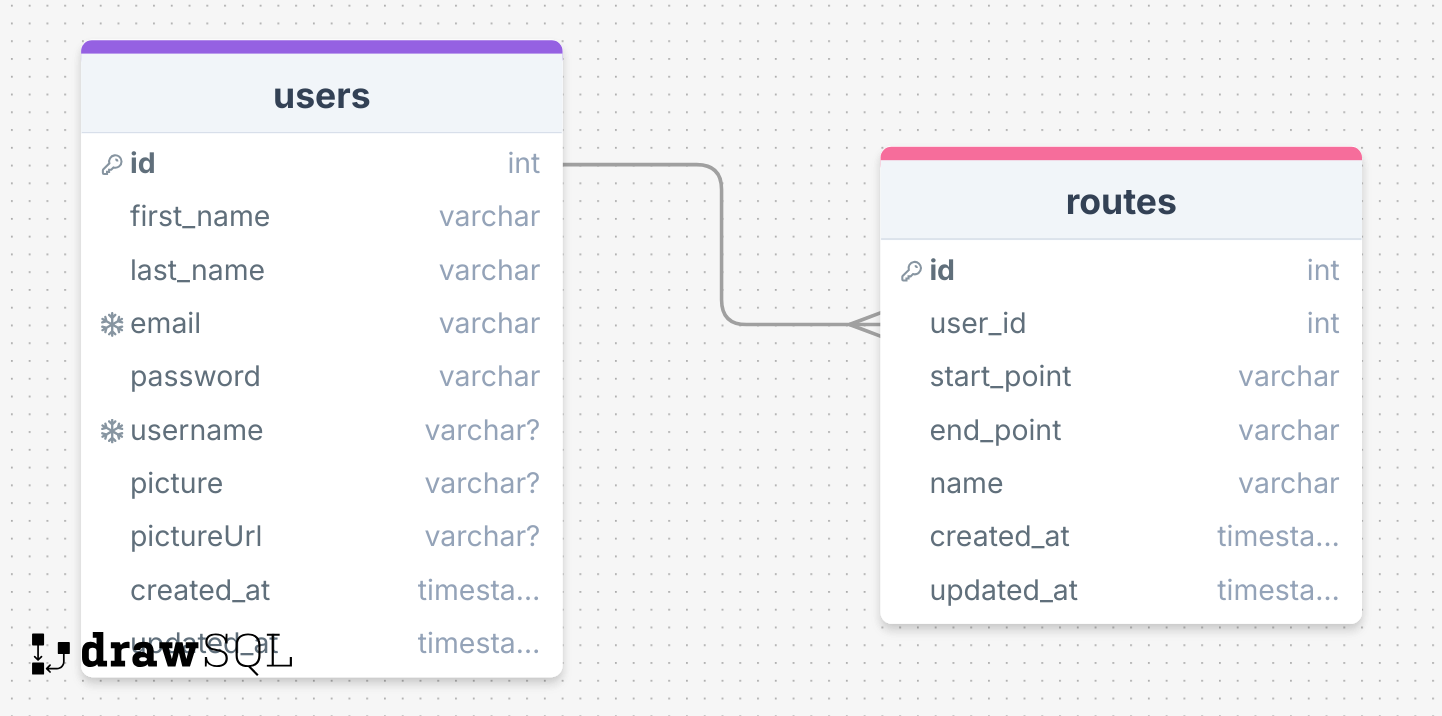 users
id int
first_name varchar
last_name varchar
email varchar
password varchar
username varchar?
picture varchar?
pictureUrl varchar?
created_at timesta...
updated_at timesta...
drawSQL
routes
id int
user_id int
start_point varchar
end_point varchar
name varchar
created_at timesta...
updated_at timesta...